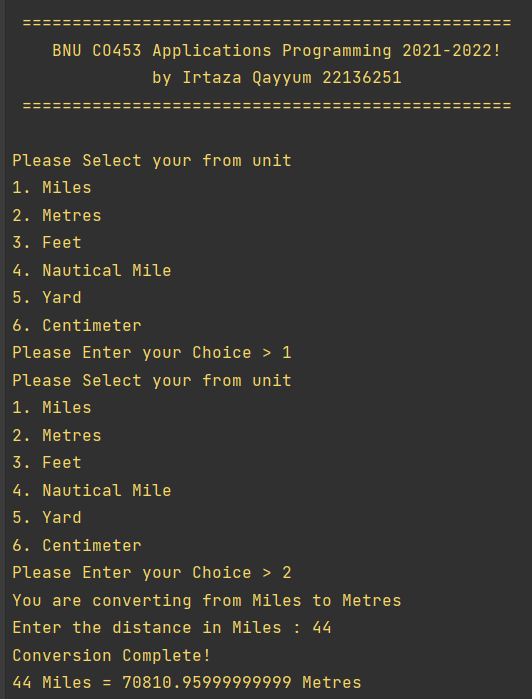 =================================================
BNU CO453 Applications Programming 2021-2022!
by Irtaza Qayyum 22136251
=================================================
Please Select your from unit
1. Miles
2. Metres
3. Feet
4. Nautical Mile
5. Yard
6. Centimeter
Please Enter your Choice > 1
Please Select your from unit
1. Miles
2. Metres
3. Feet
4. Nautical Mile
5. Yard
6. Centimeter
Please Enter your Choice > 2
You are converting from Miles to Metres
Enter the distance in Miles : 44
Conversion Complete!
44 Miles = 70810.95999999999 Metres